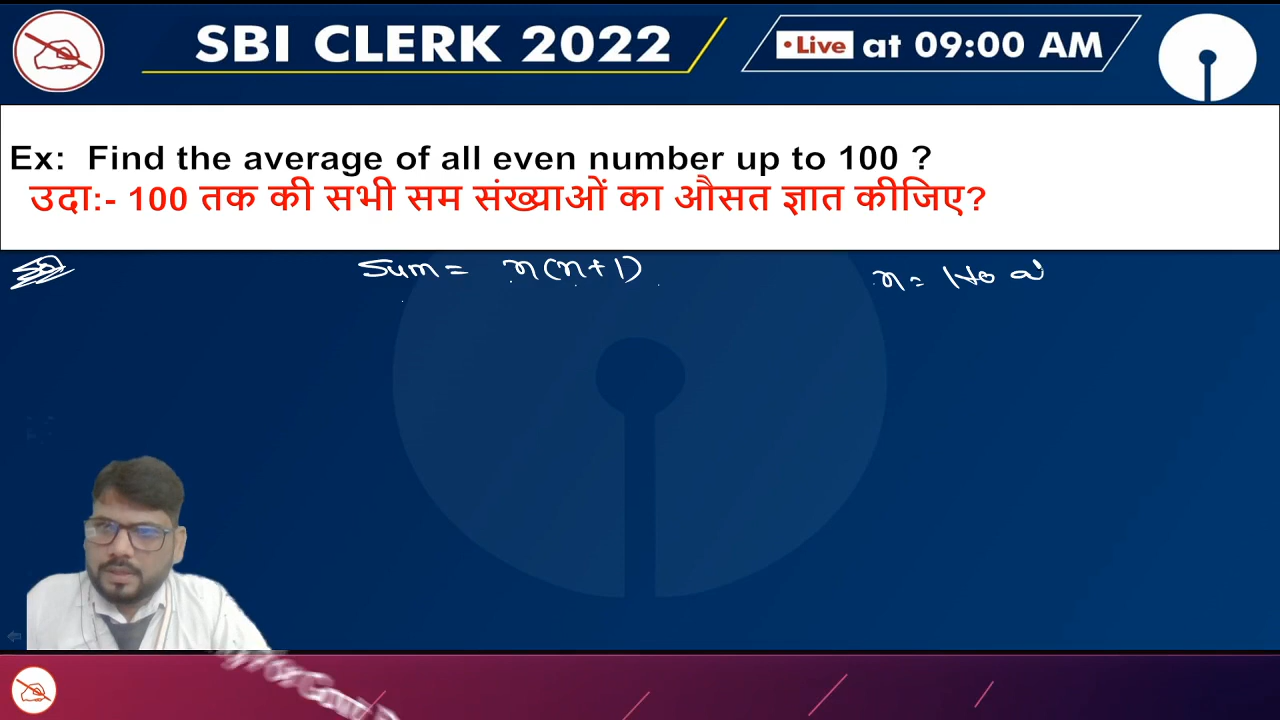 SBI CLERK 2022
• Live at 09:00 AM
Ex: Find the average of all even number up to 100 ?
उदा:- 100 तक की सभी सम संख्याओं का औसत ज्ञात कीजिए?
Sum = n(n+1)
n = No